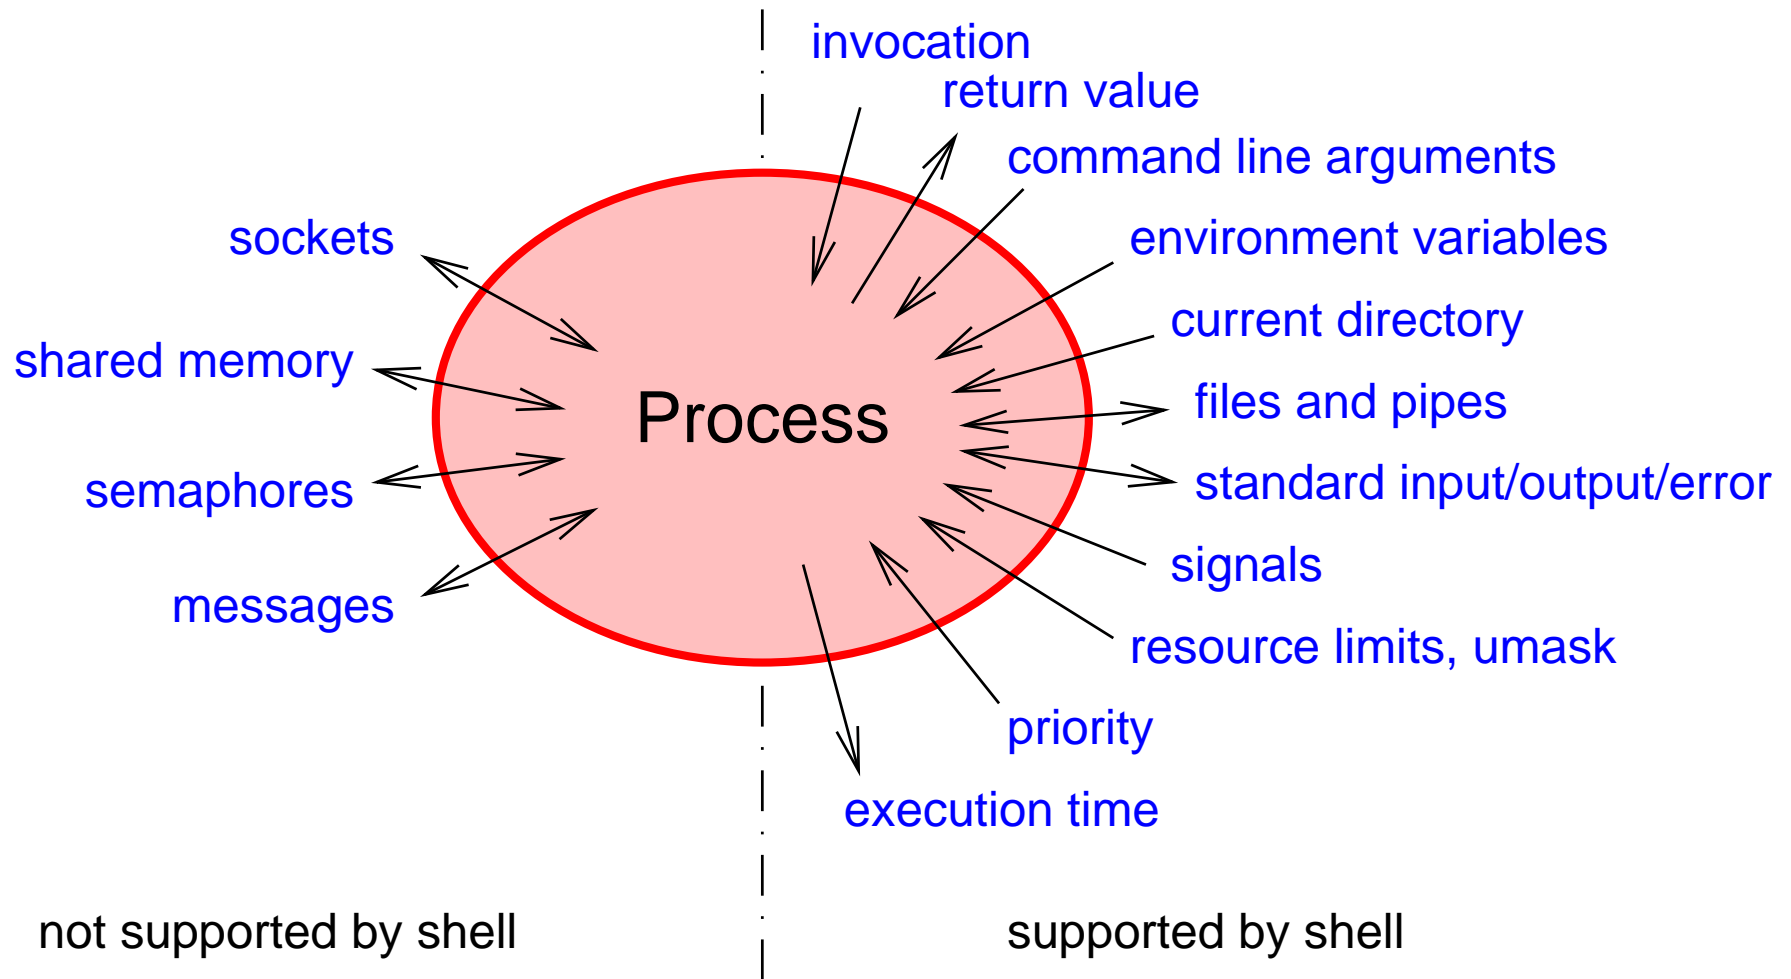 invocation
return value
command line arguments
sockets
environment variables
current directory
shared memory
files and pipes
Process
semaphores
standard input/output/error
signals
messages
resource limits, umask
priority
execution time
not supported by shell
supported by shell